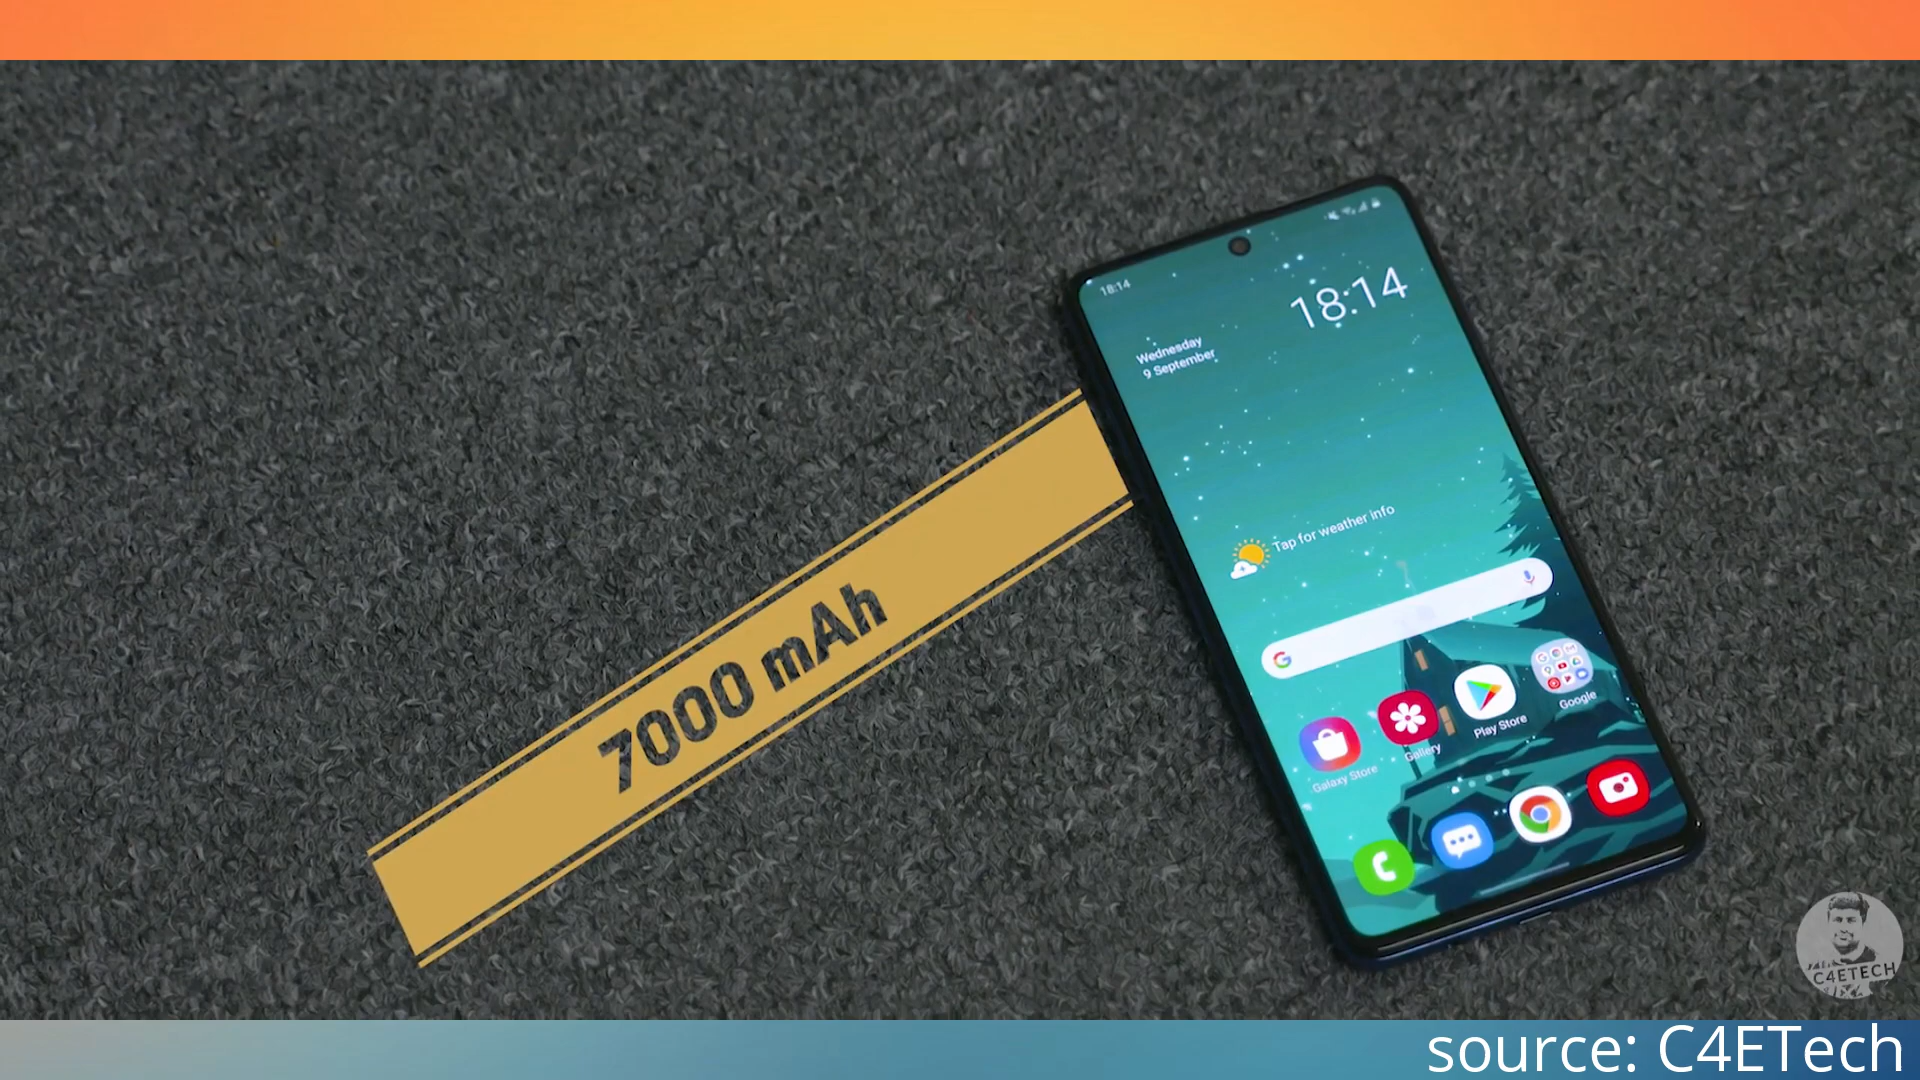 18:14
18:14
Wednesday
9 September
Tap for weather info
7000 mAh
Galaxy Store
Gallery
Play Store
Google
C4ETECH
source: C4ETech